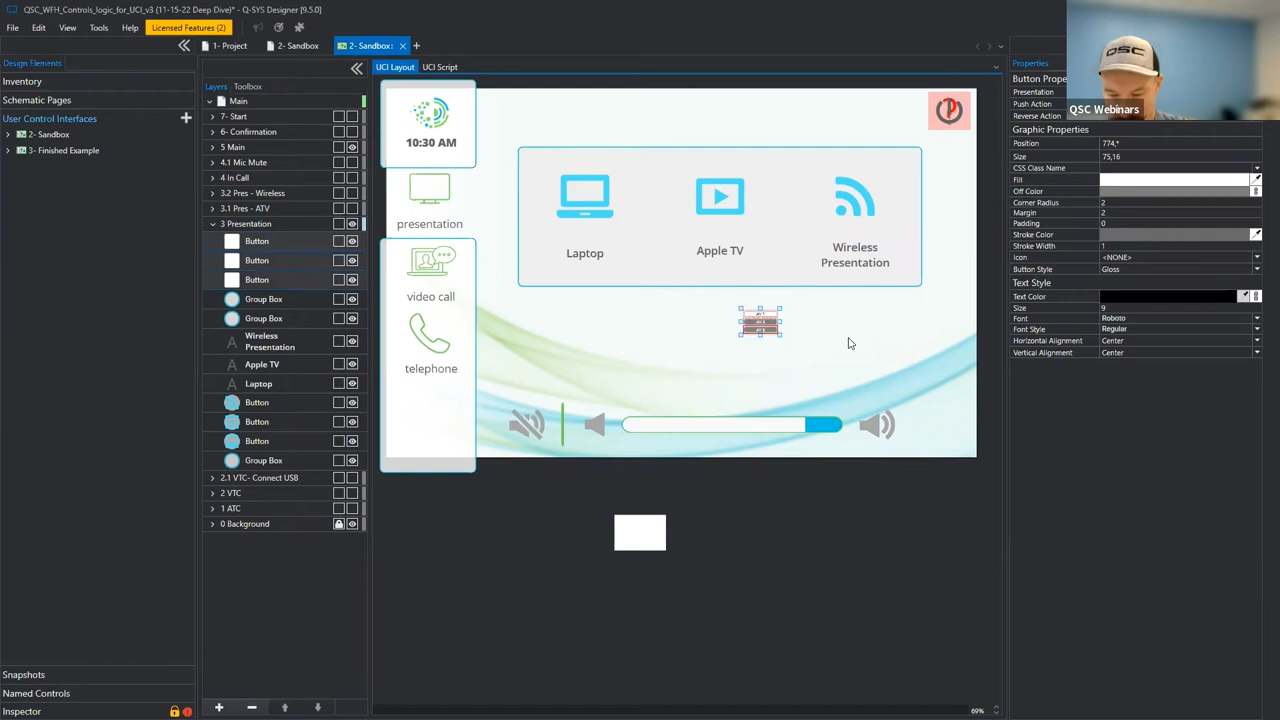 QSC_WFH_Controls_logic_for_UCI_v3 (11-15-22 Deep Dive)* - Q-SYS Designer [9.5.0]
File Edit View Tools Help Licensed Features (2)
1- Project 2- Sandbox 2- Sandbox:
Design Elements
Inventory
Schematic Pages
User Control Interfaces
2- Sandbox
3- Finished Example
Snapshots
Named Controls
Inspector
Layers Toolbox
Main
7- Start
6- Confirmation
5 Main
4.1 Mic Mute
4 In Call
3.2 Pres - Wireless
3.1 Pres - ATV
3 Presentation
Button
Button
Button
Group Box
Group Box
Wireless
Presentation
Apple TV
Laptop
Button
Button
Button
Group Box
2.1 VTC- Connect USB
2 VTC
1 ATC
0 Background
UCI Layout UCI Script
10:30 AM
presentation
video call
telephone
Laptop
Apple TV
Wireless
Presentation
69%
QSC
QSC Webinars
Properties
Button Prope
Presentation
Push Action
Reverse Action
Graphic Properties
Position 774,*
Size 75,16
CSS Class Name
Fill
Off Color
Corner Radius 2
Margin 2
Padding 0
Stroke Color
Stroke Width 1
Icon <NONE>
Button Style Gloss
Text Style
Text Color
Size 9
Font Roboto
Font Style Regular
Horizontal Alignment Center
Vertical Alignment Center